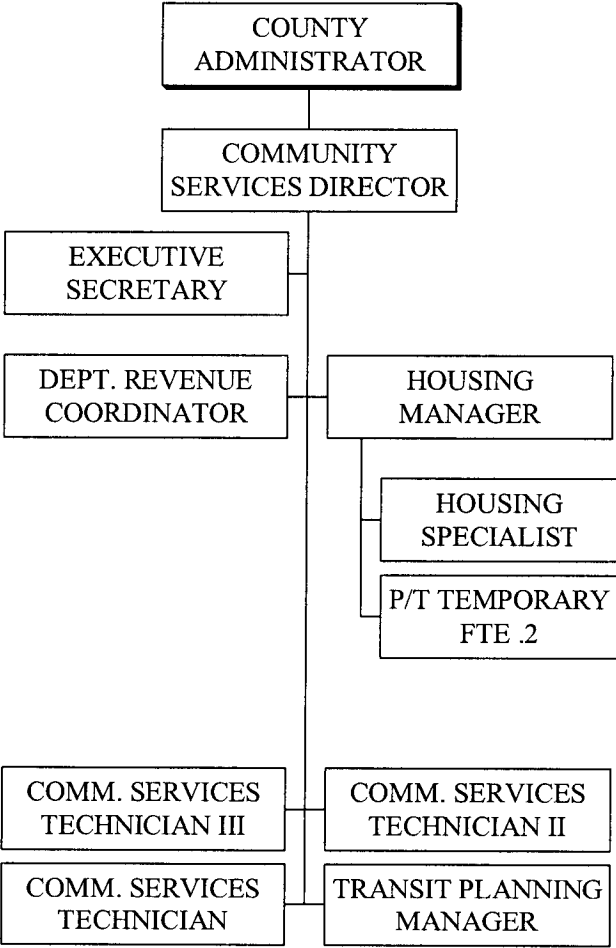 COUNTY
ADMINISTRATOR
COMMUNITY
SERVICES DIRECTOR
EXECUTIVE
SECRETARY
DEPT. REVENUE
COORDINATOR
HOUSING
MANAGER
HOUSING
SPECIALIST
P/T TEMPORARY
FTE .2
COMM. SERVICES
TECHNICIAN III
COMM. SERVICES
TECHNICIAN II
COMM. SERVICES
TECHNICIAN
TRANSIT PLANNING
MANAGER